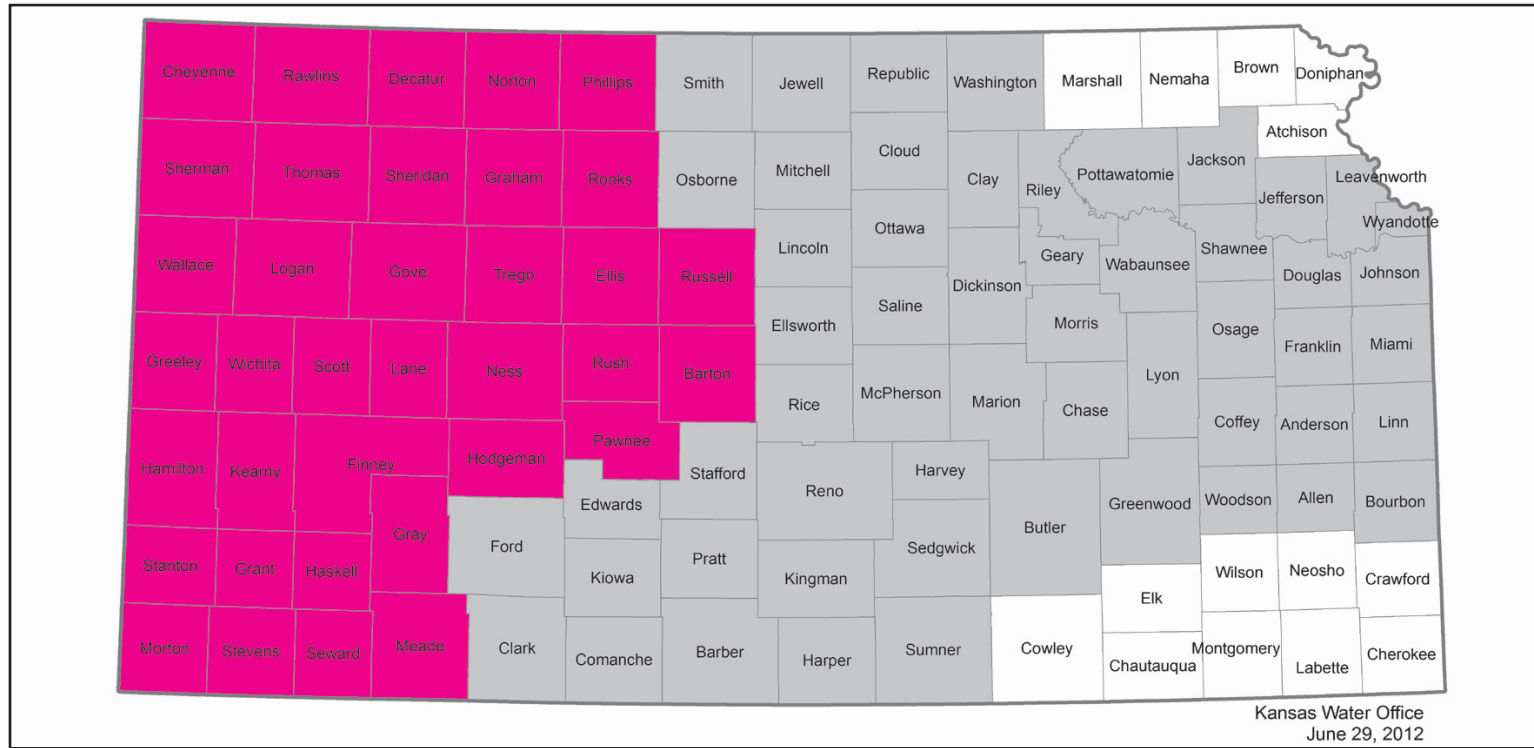 Cheyenne
Rawlins
Decatur
Norton
Phillips
Smith
Jewell
Republic
Washington
Marshall
Nemaha
Brown
Doniphan
Atchison
Sherman
Thomas
Sheridan
Graham
Rooks
Osborne
Mitchell
Cloud
Clay
Riley
Pottawatomie
Jackson
Jefferson
Leavenworth
Wyandotte
Wallace
Logan
Gove
Trego
Ellis
Russell
Lincoln
Ottawa
Dickinson
Geary
Wabaunsee
Shawnee
Douglas
Johnson
Greeley
Wichita
Scott
Lane
Ness
Rush
Barton
Ellsworth
Saline
Morris
Osage
Franklin
Miami
Rice
McPherson
Marion
Chase
Lyon
Coffey
Anderson
Linn
Hamilton
Kearny
Finney
Hodgeman
Pawnee
Stafford
Reno
Harvey
Butler
Greenwood
Woodson
Allen
Bourbon
Edwards
Gray
Ford
Kiowa
Pratt
Kingman
Sedgwick
Stanton
Grant
Haskell
Elk
Wilson
Neosho
Crawford
Morton
Stevens
Seward
Meade
Clark
Comanche
Barber
Harper
Sumner
Cowley
Chautauqua
Montgomery
Labette
Cherokee
Kansas Water Office
June 29, 2012